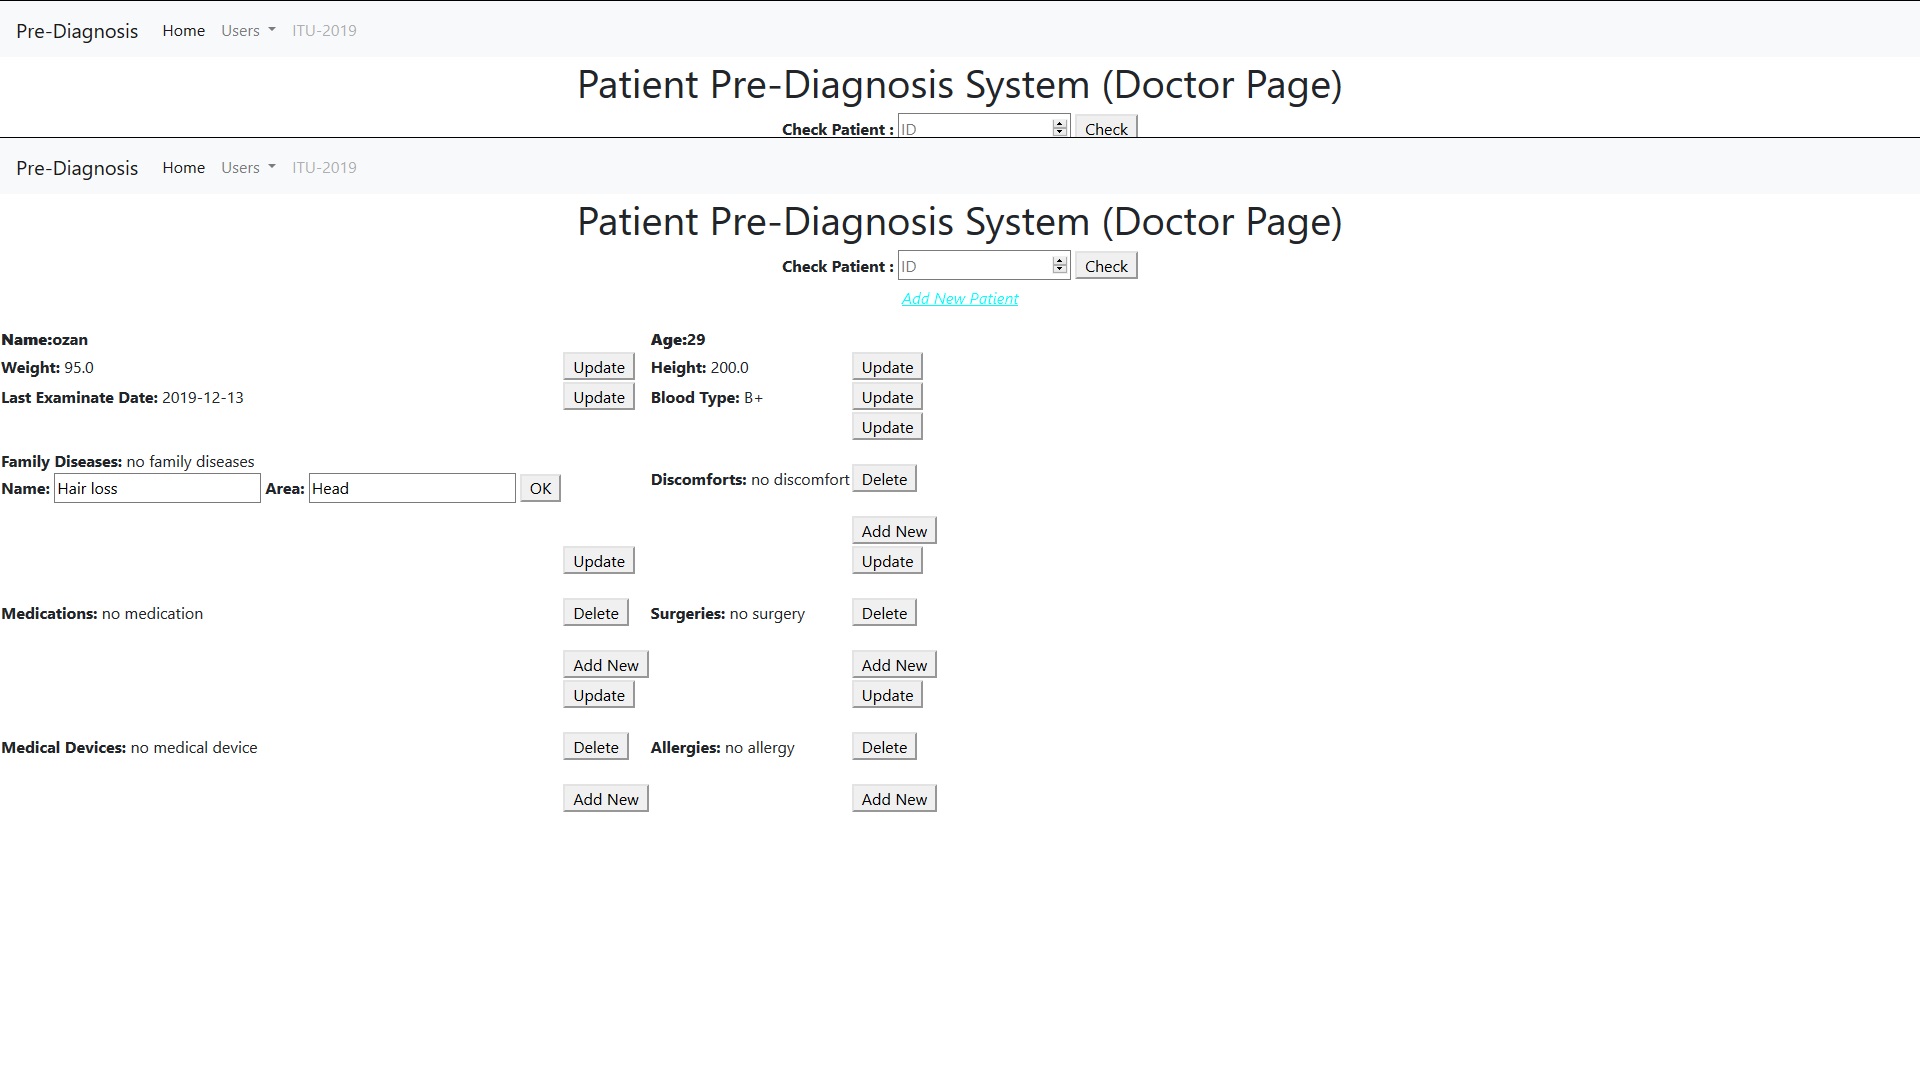 Pre-Diagnosis Home Users ITU-2019
Patient Pre-Diagnosis System (Doctor Page)
Check Patient : ID Check
Pre-Diagnosis Home Users ITU-2019
Patient Pre-Diagnosis System (Doctor Page)
Check Patient : ID Check
Add New Patient
Name:ozan Age:29
Weight: 95.0 Update Height: 200.0 Update
Last Examinate Date: 2019-12-13 Update Blood Type: B+ Update
Update
Family Diseases: no family diseases
Name: Hair loss Area: Head OK Discomforts: no discomfort Delete
Add New
Update Update
Medications: no medication Delete Surgeries: no surgery Delete
Add New Add New
Update Update
Medical Devices: no medical device Delete Allergies: no allergy Delete
Add New Add New